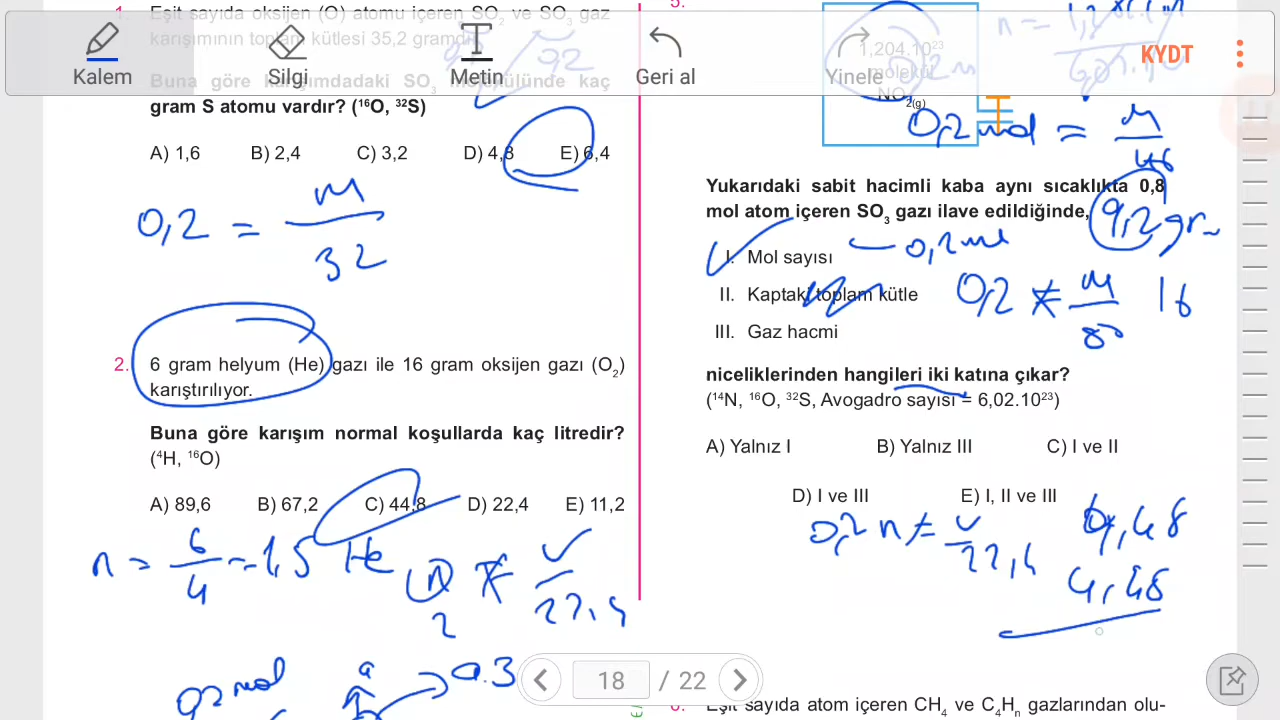 Kalem
Silgi
Metin
Geri al
Yinele
KYDT
1. Eşit sayıda oksijen (O) atomu içeren SO2 ve SO3 gaz
karışımının toplam kütlesi 35,2 gramdır.
Buna göre karışımdadaki SO3 molekülünde kaç
gram S atomu vardır? (¹⁶O, ³²S)
A) 1,6 B) 2,4 C) 3,2 D) 4,8 E) 6,4
0,2 = m
32
2. 6 gram helyum (He) gazı ile 16 gram oksijen gazı (O2)
karıştırılıyor.
Buna göre karışım normal koşullarda kaç litredir?
(⁴H, ¹⁶O)
A) 89,6 B) 67,2 C) 44,8 D) 22,4 E) 11,2
n = 6
4 = 1,5 He
n
2
V
22,4
a
a.3
5.
1,204.10²³
molekül
NO2(g)
n =
0,2 mol = m
46
9,2 gr
Yukarıdaki sabit hacimli kaba aynı sıcaklıkta 0,8
mol atom içeren SO3 gazı ilave edildiğinde,
I. Mol sayısı
0,2 mol
II. Kaptaki toplam kütle
0,2 = m
80
16
III. Gaz hacmi
niceliklerinden hangileri iki katına çıkar?
(¹⁴N, ¹⁶O, ³²S, Avogadro sayısı = 6,02.10²³)
A) Yalnız I B) Yalnız III C) I ve II
D) I ve III E) I, II ve III
0,2 n = V
22,4
4,48
4,48
18 / 22
6. Eşit sayıda atom içeren CH4 ve C4Hn gazlarından olu-